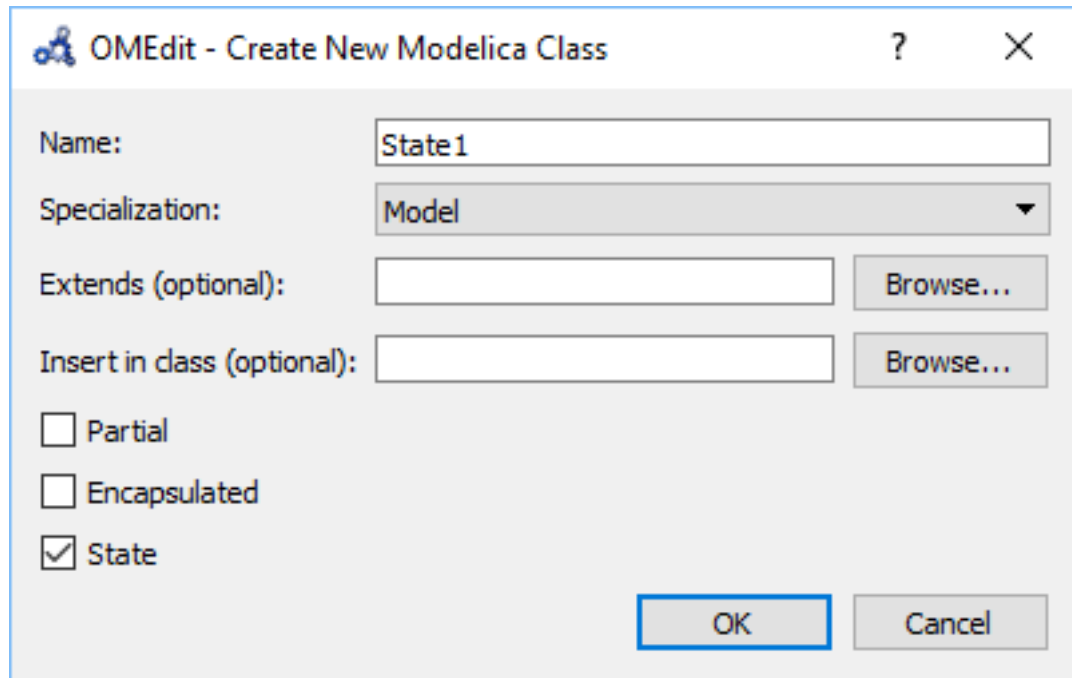 OMEdit - Create New Modelica Class ?
Name: State1
Specialization: Model
Extends (optional): Browse...
Insert in class (optional): Browse...
Partial
Encapsulated
State
OK Cancel